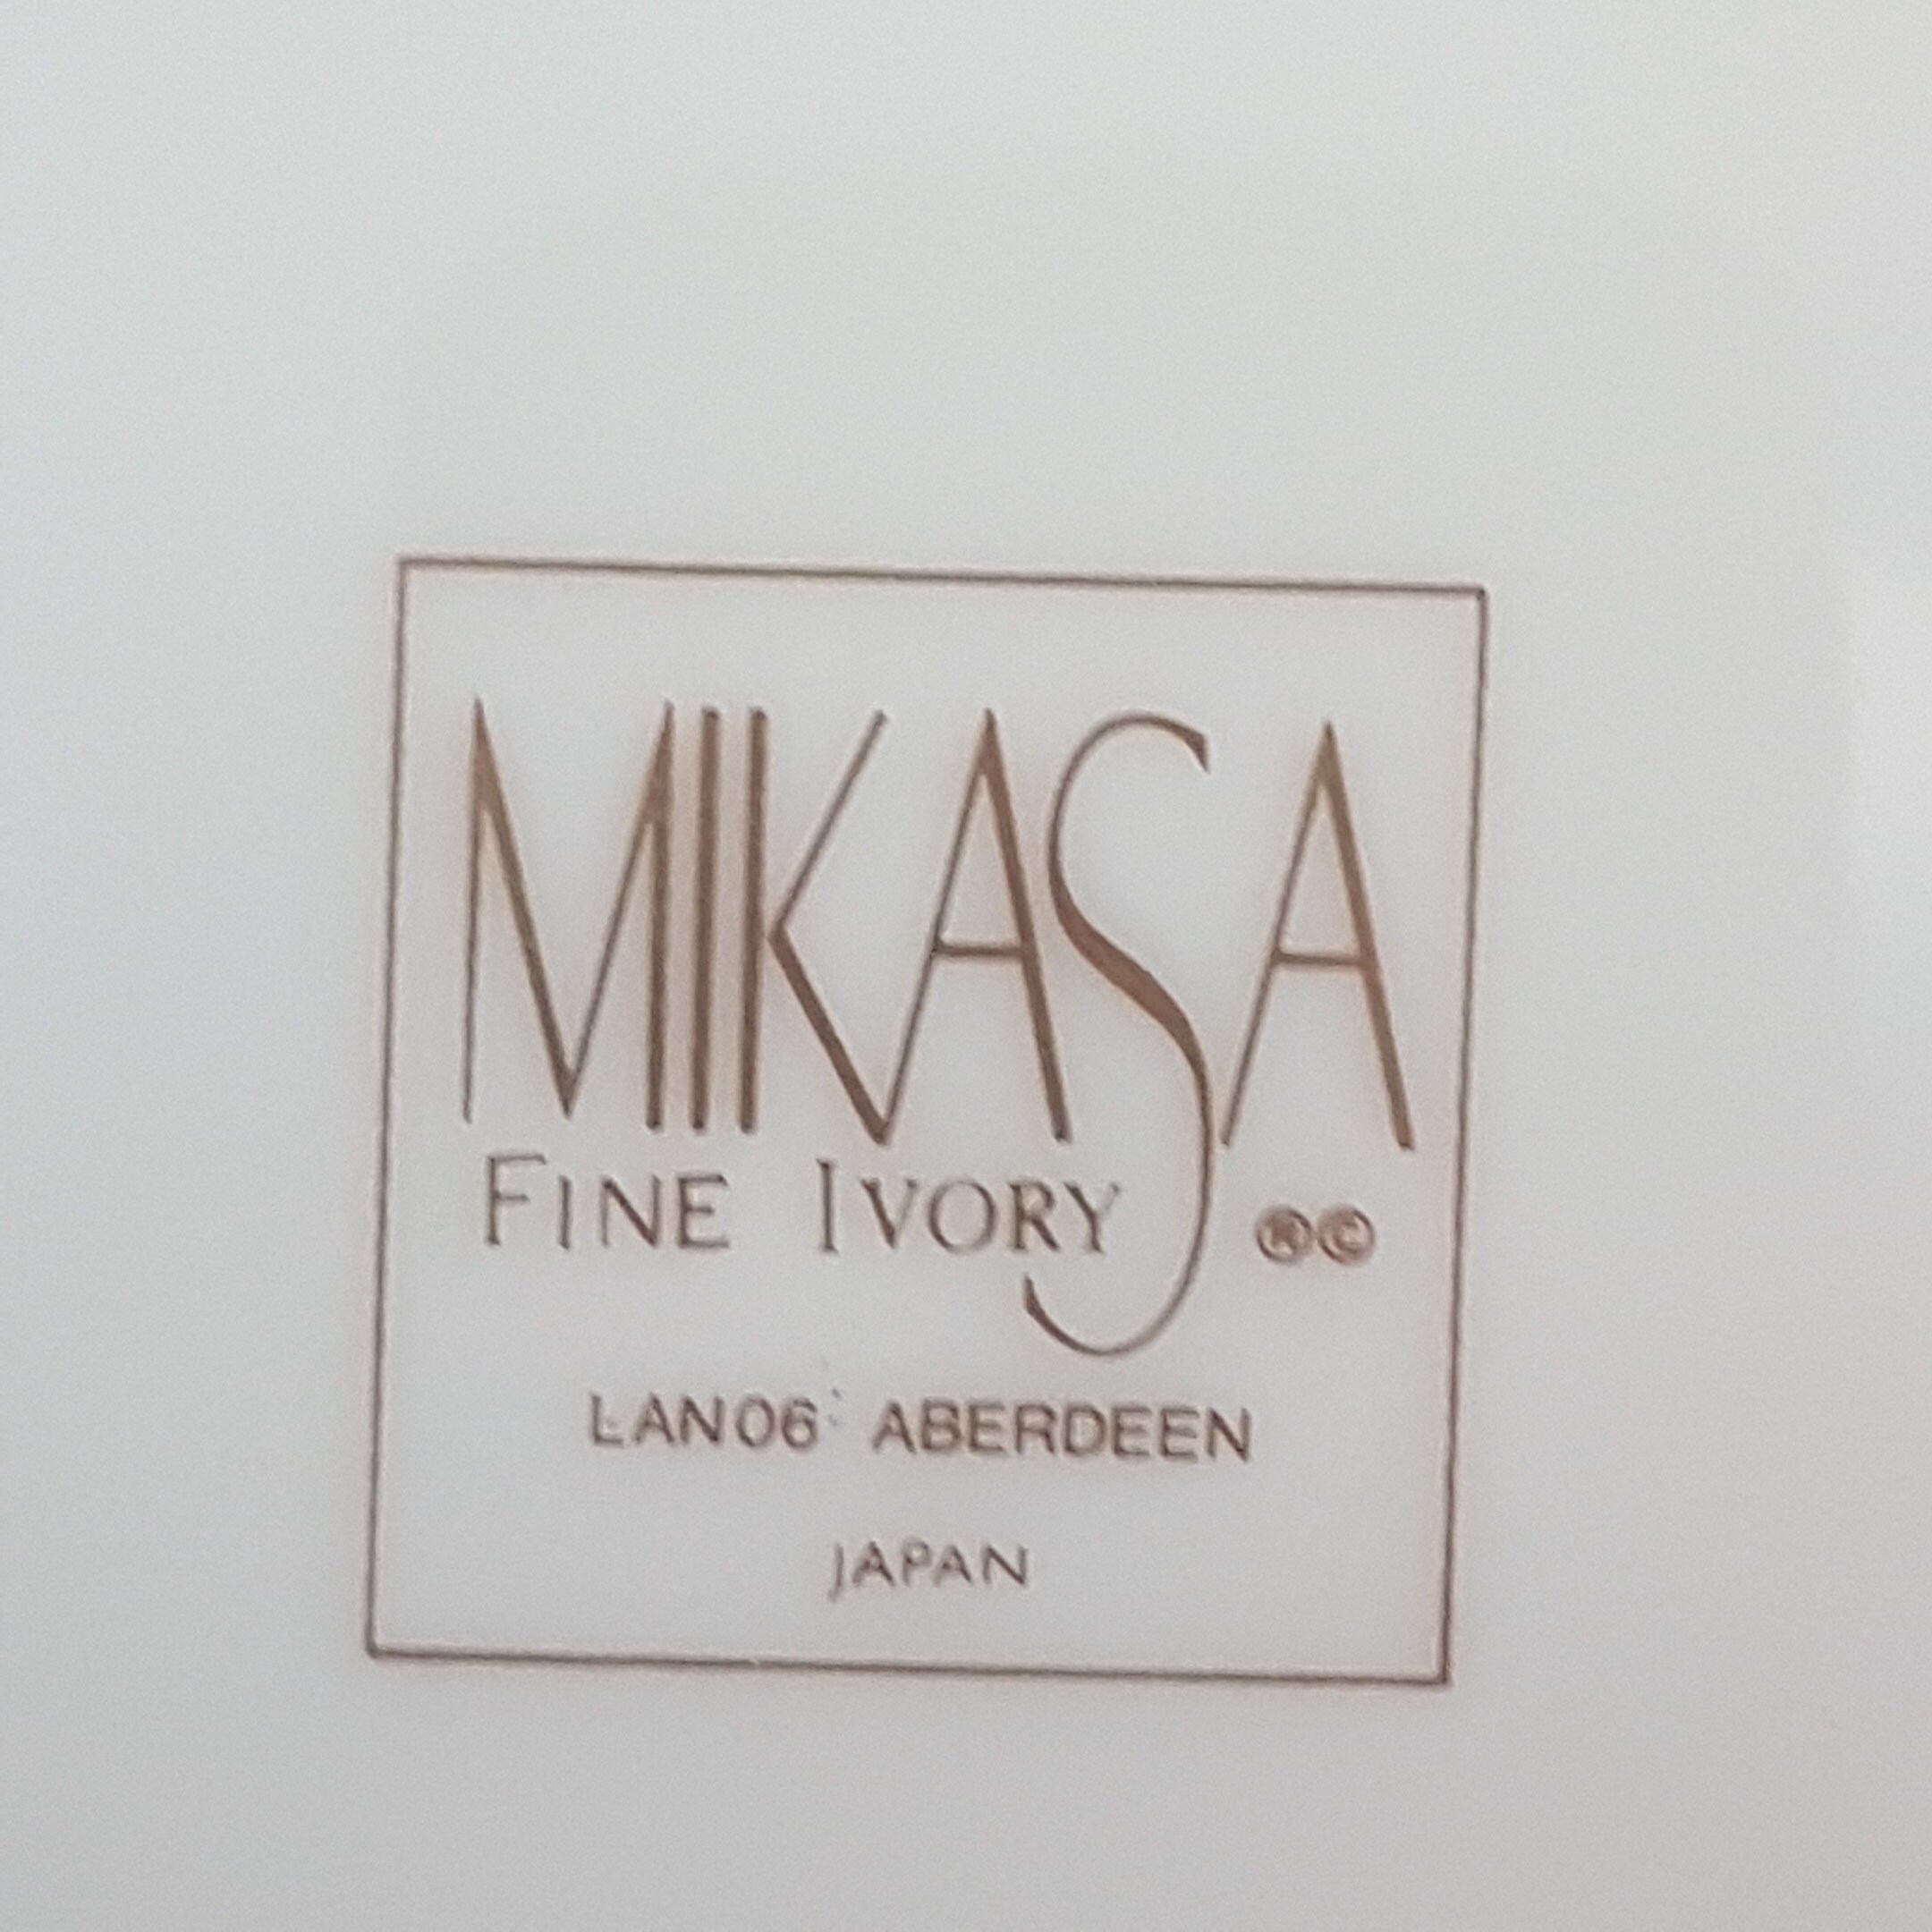 MIKASA
FINE IVORY ®©
LAN06 ABERDEEN
JAPAN